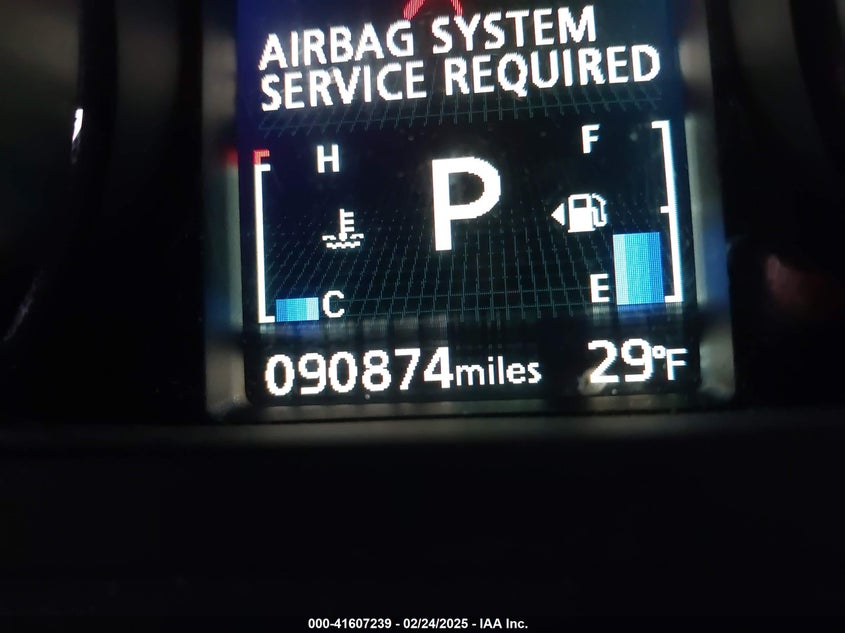 AIRBAG SYSTEM
SERVICE REQUIRED
H
F
P
C
E
090874miles 29°F
000-41607239 - 02/24/2025 - IAA Inc.